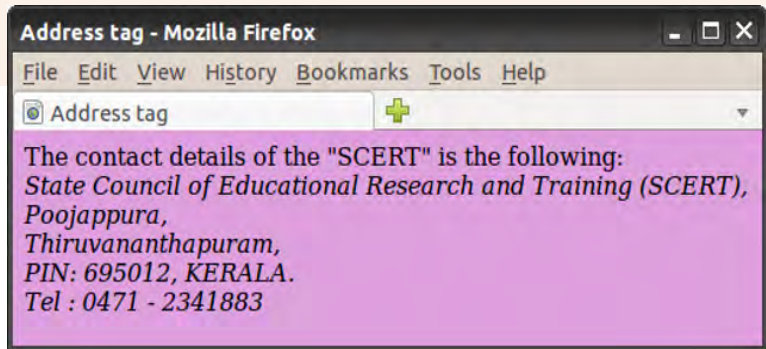 Address tag - Mozilla Firefox
File Edit View History Bookmarks Tools Help
Address tag
The contact details of the "SCERT" is the following:
State Council of Educational Research and Training (SCERT),
Poojappura,
Thiruvananthapuram,
PIN: 695012, KERALA.
Tel : 0471 - 2341883